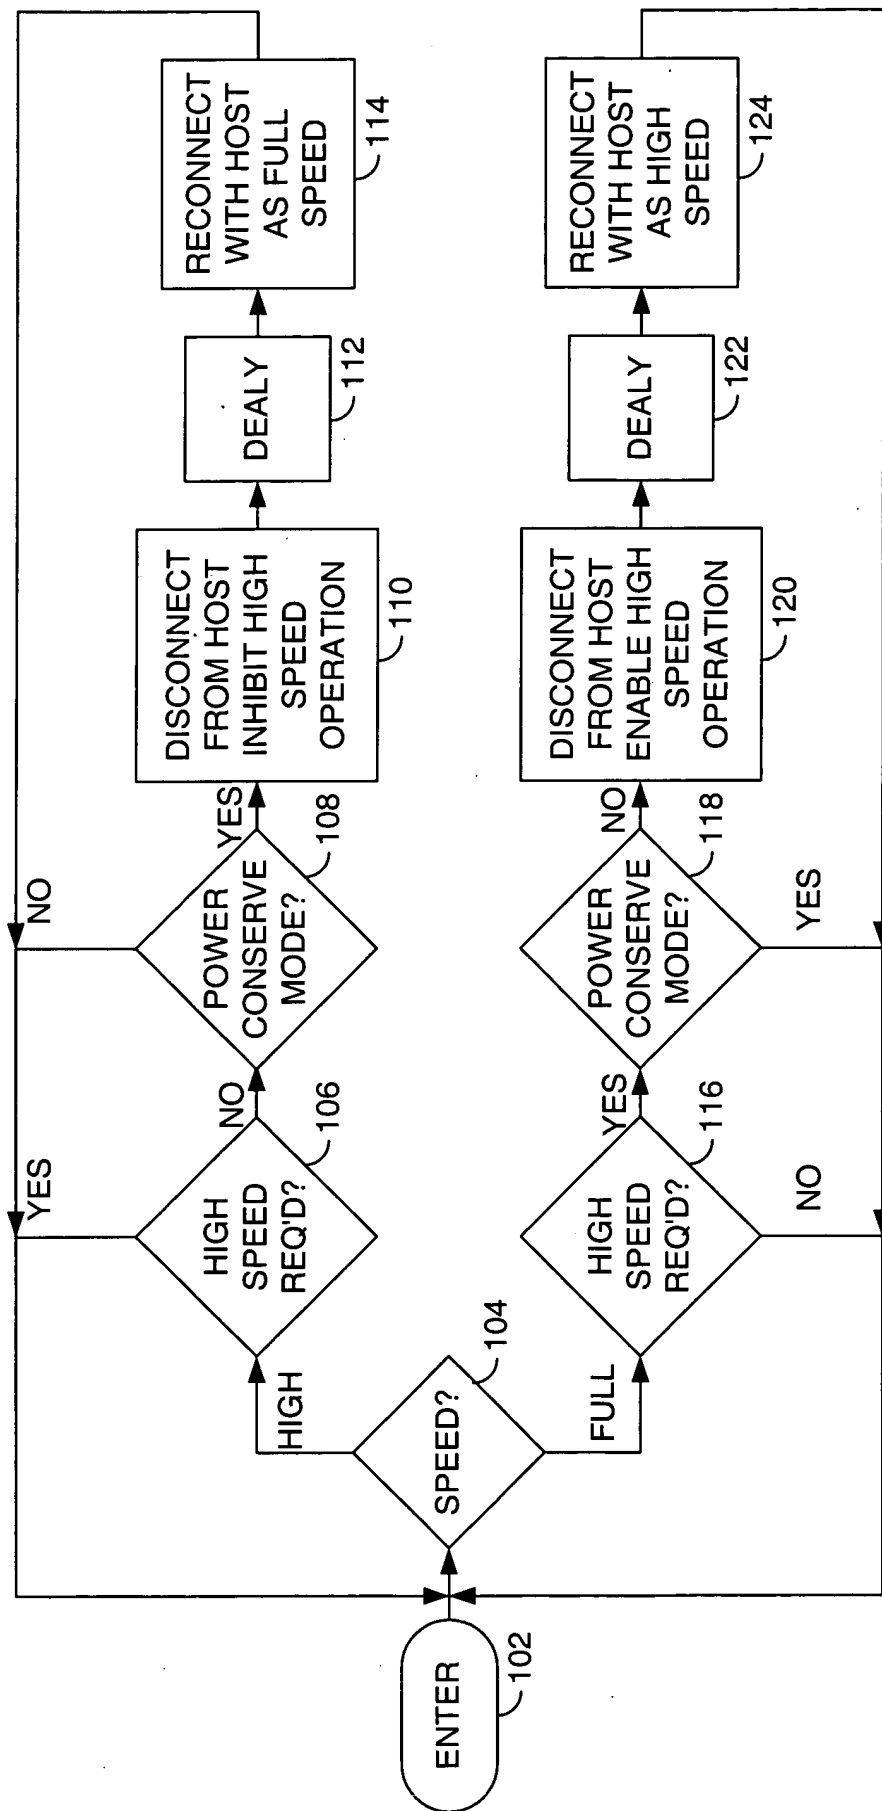 ENTER
102
SPEED?
104
HIGH
FULL
HIGH
SPEED
REQ'D?
106
YES
NO
POWER
CONSERVE
MODE?
108
NO
YES
DISCONNECT
FROM HOST
INHIBIT HIGH
SPEED
OPERATION
110
DEALY
112
RECONNECT
WITH HOST
AS FULL
SPEED
114
HIGH
SPEED
REQ'D?
116
NO
YES
POWER
CONSERVE
MODE?
118
YES
NO
DISCONNECT
FROM HOST
ENABLE HIGH
SPEED
OPERATION
120
DEALY
122
RECONNECT
WITH HOST
AS HIGH
SPEED
124